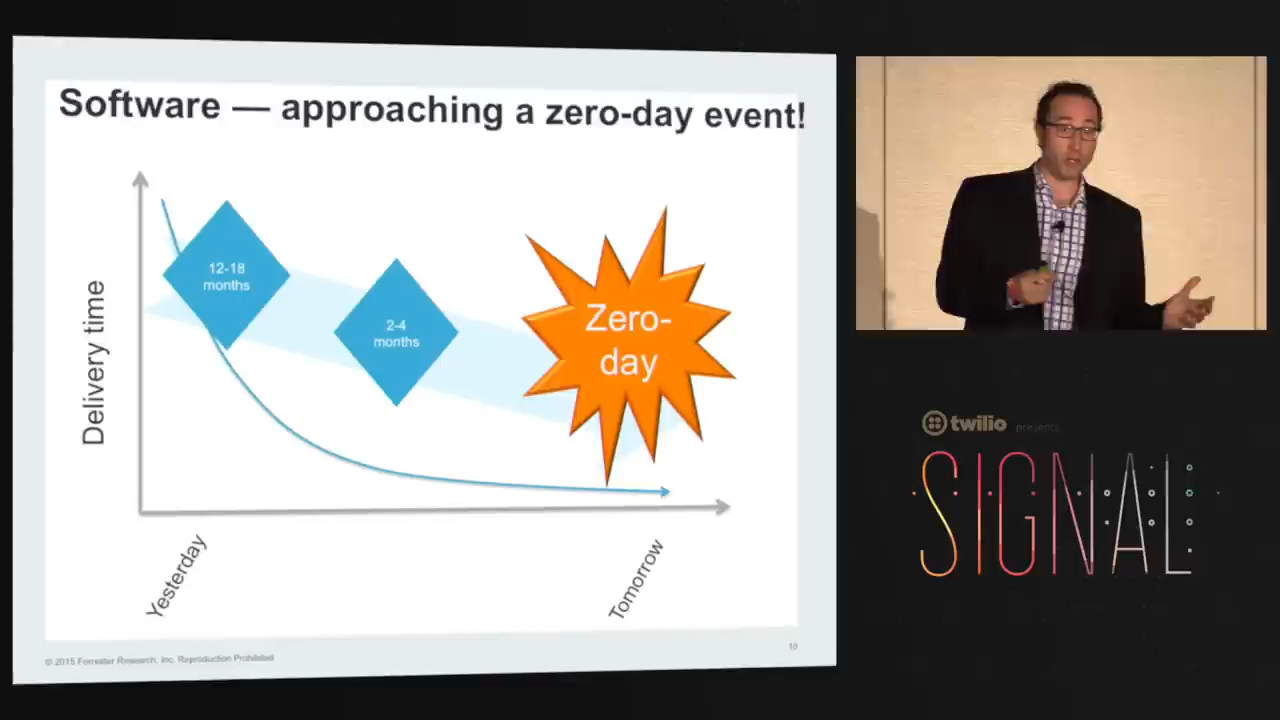 Software — approaching a zero-day event!
Delivery time
12-18
months
2-4
months
Zero-
day
Yesterday
Tomorrow
© 2015 Forrester Research, Inc. Reproduction Prohibited
twilio presents
SIGNAL